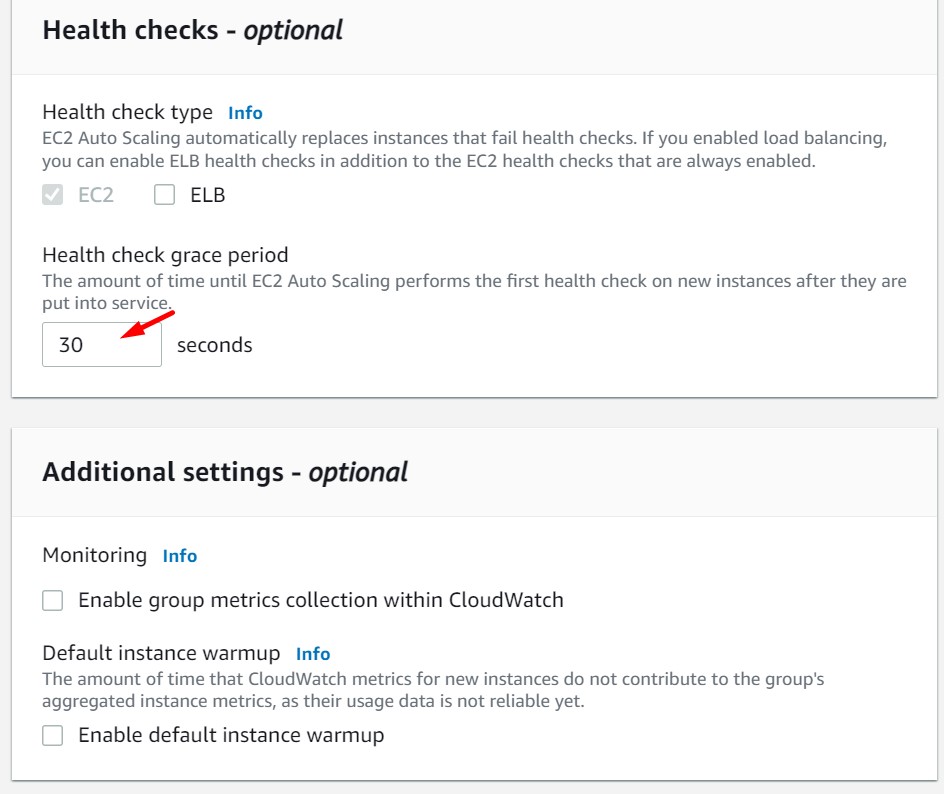 Health checks - optional
Health check type Info
EC2 Auto Scaling automatically replaces instances that fail health checks. If you enabled load balancing,
you can enable ELB health checks in addition to the EC2 health checks that are always enabled.
EC2 ELB
Health check grace period
The amount of time until EC2 Auto Scaling performs the first health check on new instances after they are
put into service.
30 seconds
Additional settings - optional
Monitoring Info
Enable group metrics collection within CloudWatch
Default instance warmup Info
The amount of time that CloudWatch metrics for new instances do not contribute to the group's
aggregated instance metrics, as their usage data is not reliable yet.
Enable default instance warmup